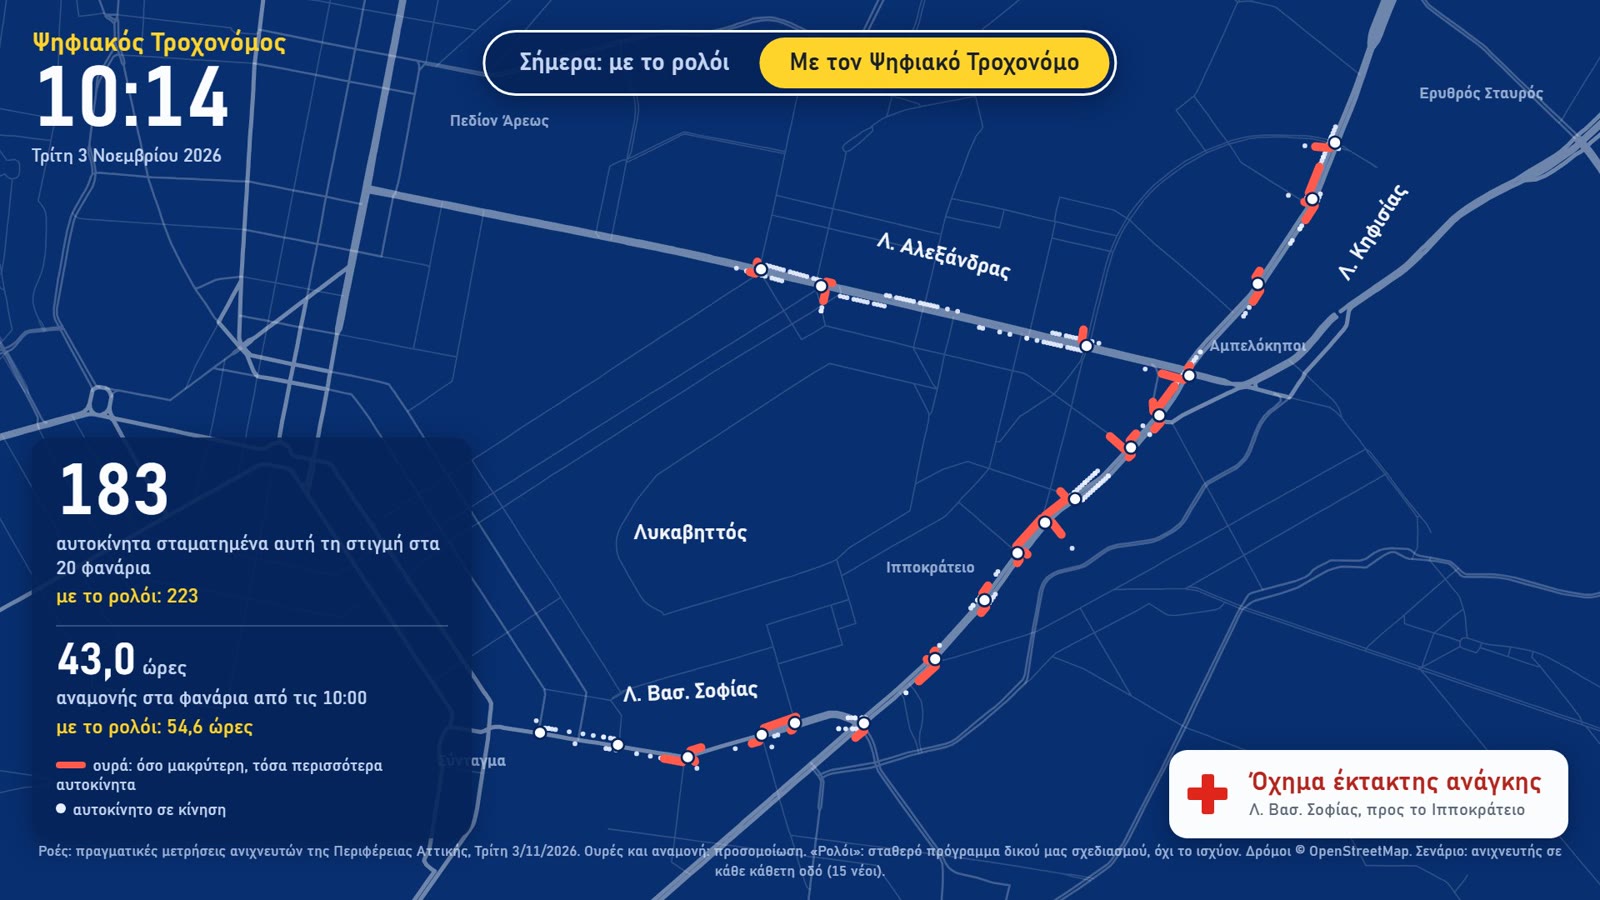 Ψηφιακός Τροχονόμος
10:14
Τρίτη 3 Νοεμβρίου 2026
Σήμερα: με το ρολόι
Με τον Ψηφιακό Τροχονόμο
Πεδίον Άρεως
Ερυθρός Σταυρός
Λ. Αλεξάνδρας
Λ. Κηφισίας
Αμπελόκηποι
Λυκαβηττός
Ιπποκράτειο
Λ. Βασ. Σοφίας
Σύνταγμα
183
αυτοκίνητα σταματημένα αυτή τη στιγμή στα
20 φανάρια
με το ρολόι: 223
43,0 ώρες
αναμονής στα φανάρια από τις 10:00
με το ρολόι: 54,6 ώρες
ουρά: όσο μακρύτερη, τόσα περισσότερα
αυτοκίνητα
αυτοκίνητο σε κίνηση
Όχημα έκτακτης ανάγκης
Λ. Βασ. Σοφίας, προς το Ιπποκράτειο
Ροές: πραγματικές μετρήσεις ανιχνευτών της Περιφέρειας Αττικής, Τρίτη 3/11/2026. Ουρές και αναμονή: προσομοίωση. «Ρολόι»: σταθερό πρόγραμμα δικού μας σχεδιασμού, όχι το ισχύον. Δρόμοι © OpenStreetMap. Σενάριο: ανιχνευτής σε
κάθε κάθετη οδό (15 νέοι).